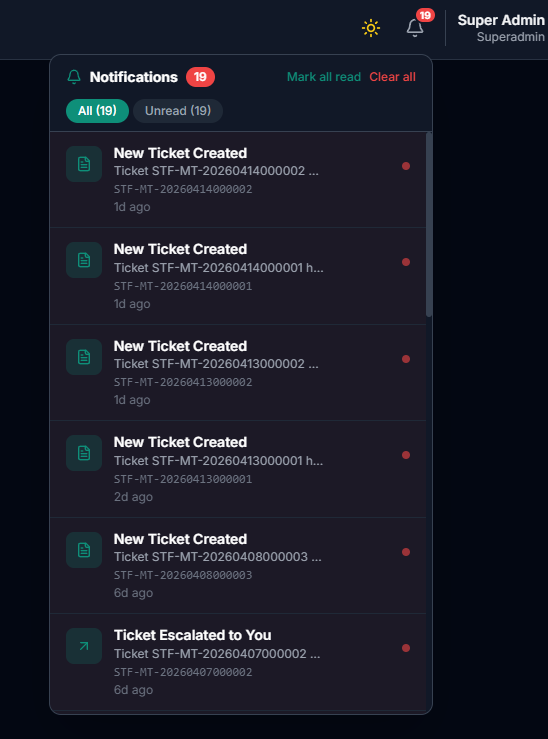 19
Super Admin
Superadmin
Notifications 19
Mark all read Clear all
All (19) Unread (19)
New Ticket Created
Ticket STF-MT-20260414000002 ...
STF-MT-20260414000002
1d ago
New Ticket Created
Ticket STF-MT-20260414000001 h...
STF-MT-20260414000001
1d ago
New Ticket Created
Ticket STF-MT-20260413000002 ...
STF-MT-20260413000002
1d ago
New Ticket Created
Ticket STF-MT-20260413000001 h...
STF-MT-20260413000001
2d ago
New Ticket Created
Ticket STF-MT-20260408000003 ...
STF-MT-20260408000003
6d ago
Ticket Escalated to You
Ticket STF-MT-20260407000002 ...
STF-MT-20260407000002
6d ago